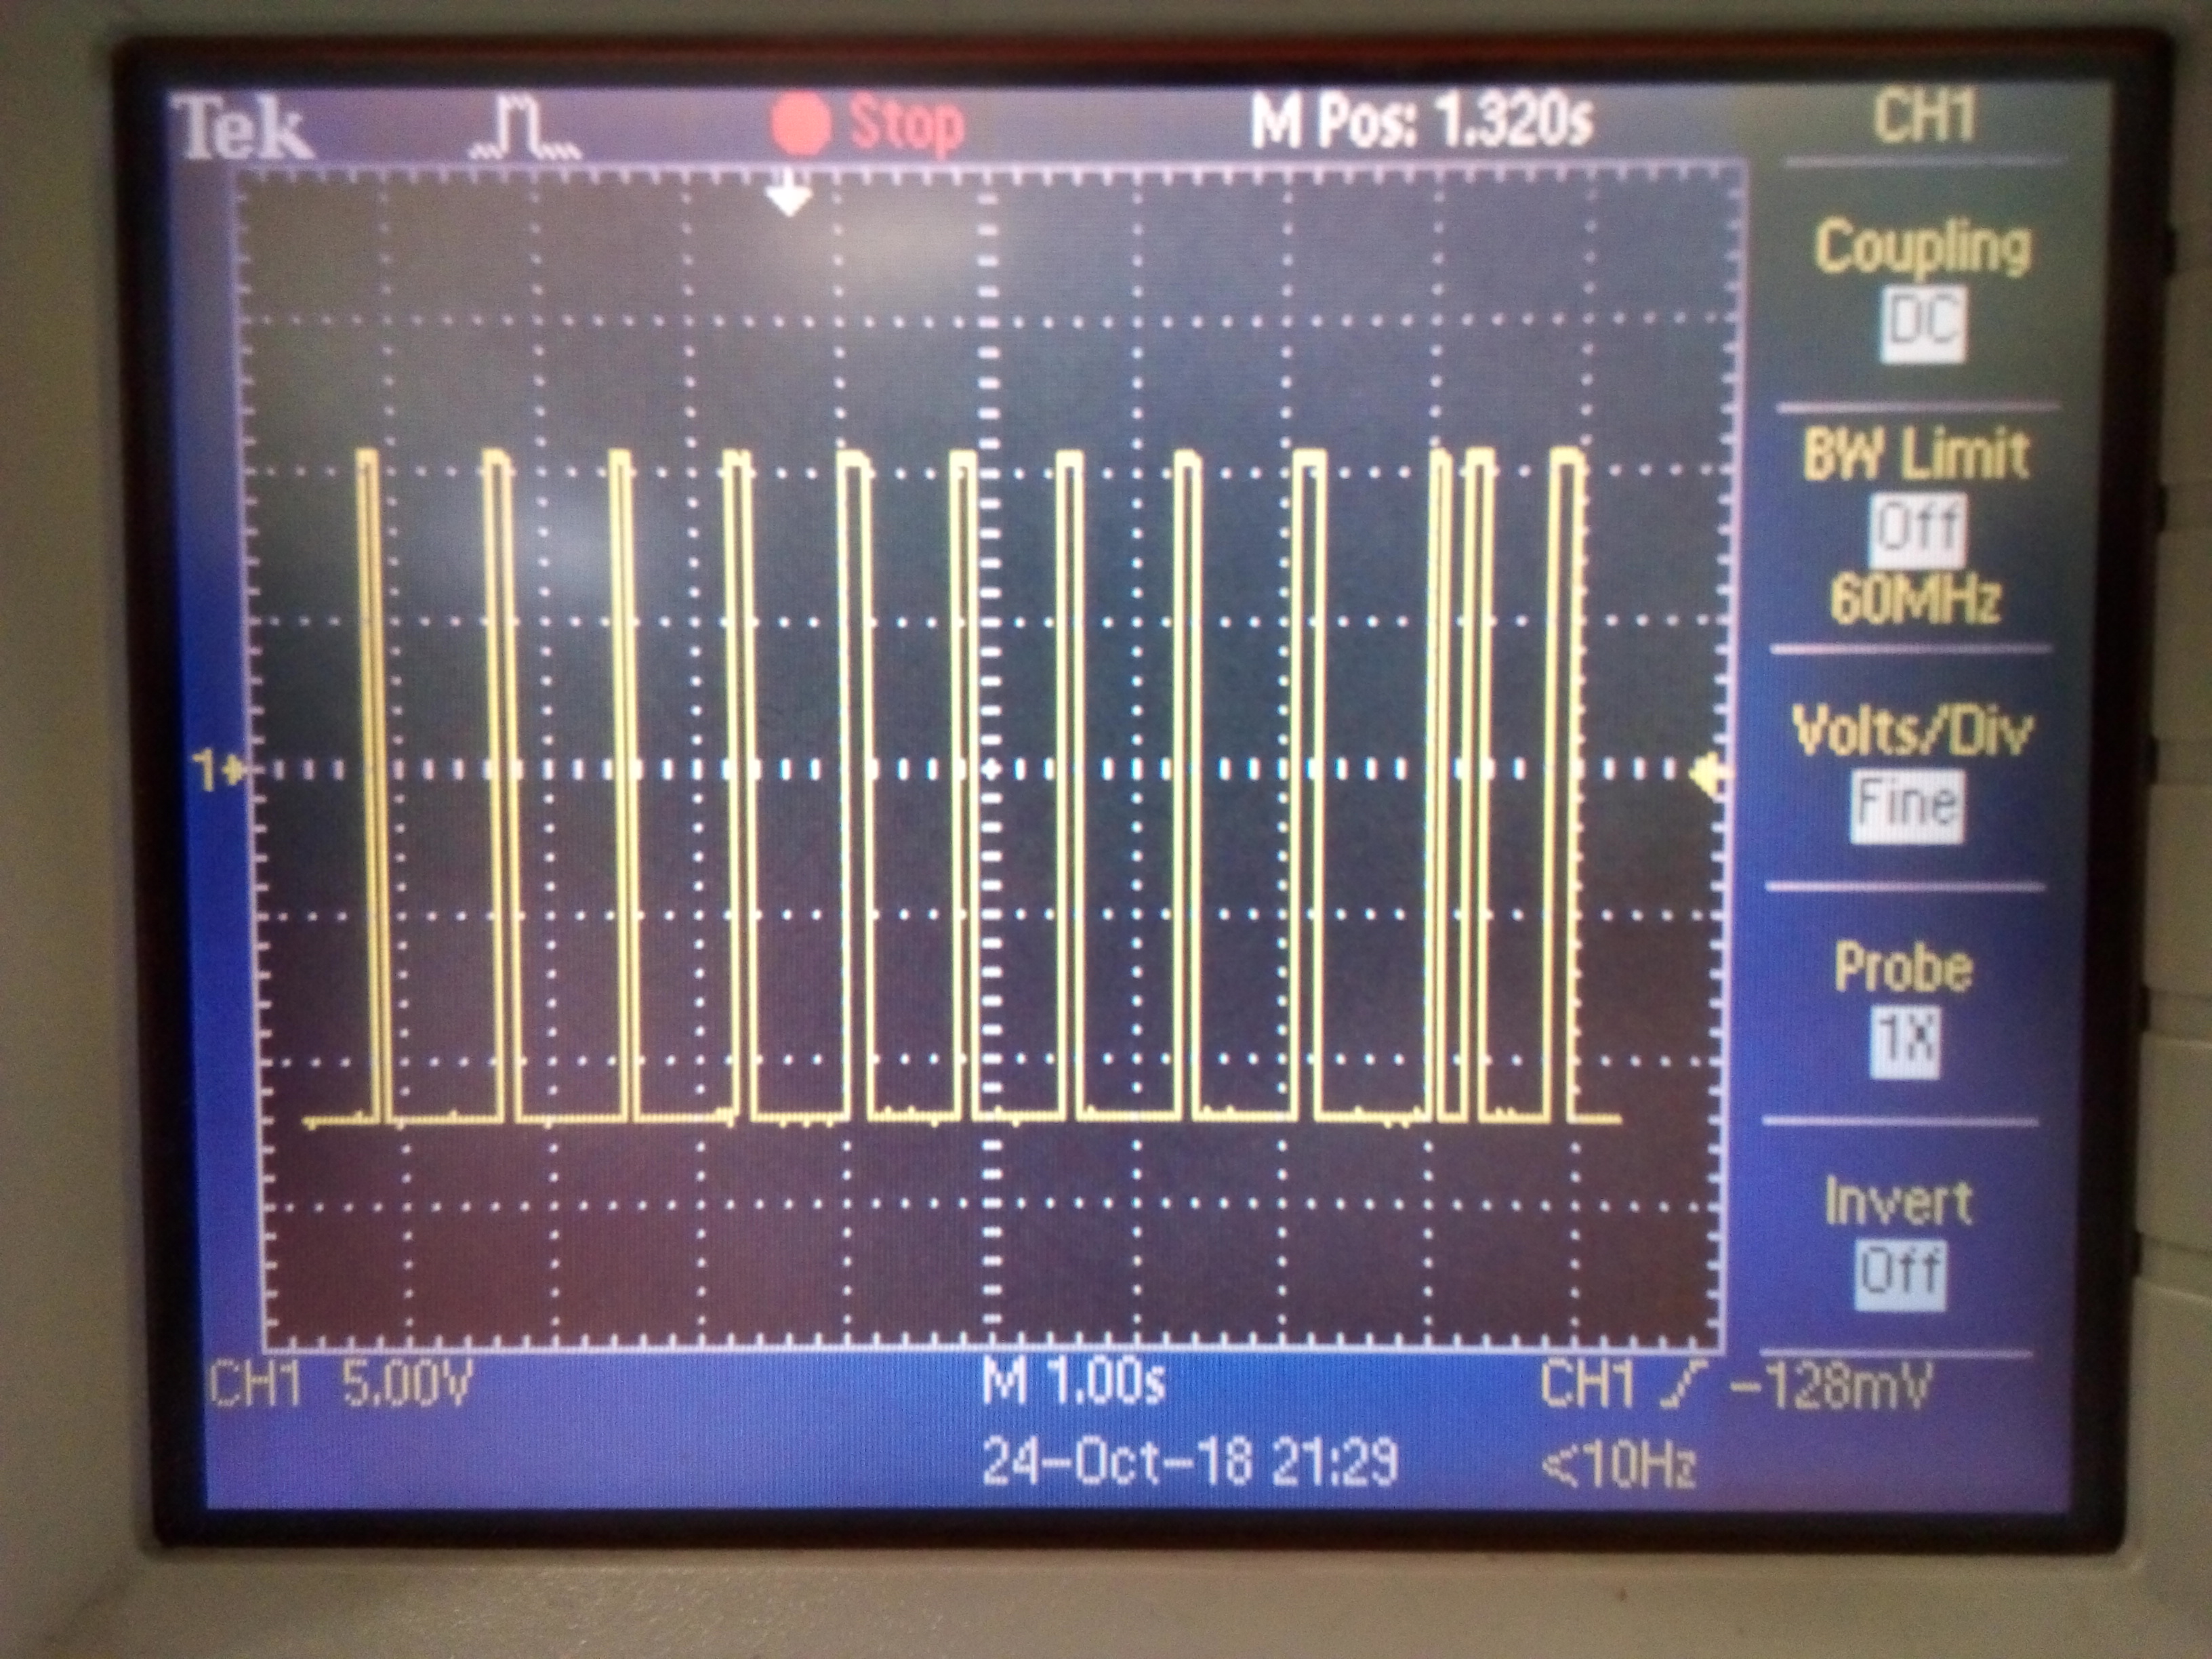 Tek Stop M Pos: 1.320s CH1
Coupling
DC
BW Limit
Off
60MHz
Volts/Div
Fine
Probe
1X
Invert
Off
1
CH1 5.00V M 1.00s CH1 -128mV
24-Oct-18 21:29 <10Hz